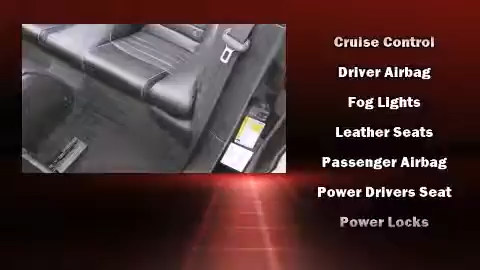 Cruise Control
Driver Airbag
Fog Lights
Leather Seats
Passenger Airbag
Power Drivers Seat
Power Locks